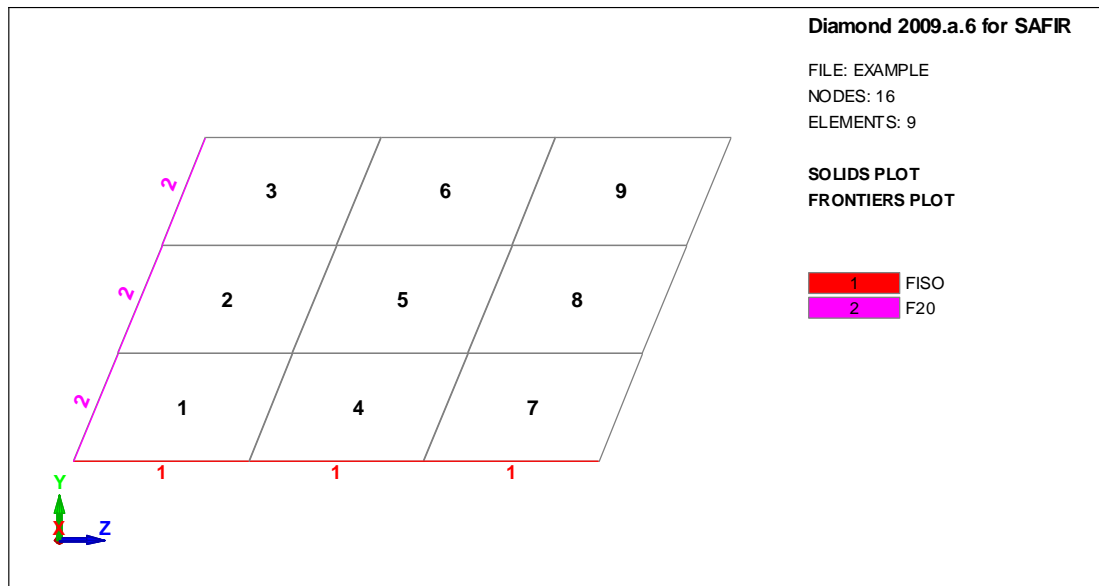 Diamond 2009.a.6 for SAFIR
FILE: EXAMPLE
NODES: 16
ELEMENTS: 9
SOLIDS PLOT
FRONTIERS PLOT
1 FISO
2 F20
2 3 6 9
2 2 5 8
2 1 4 7
1 1 1
Y
X Z